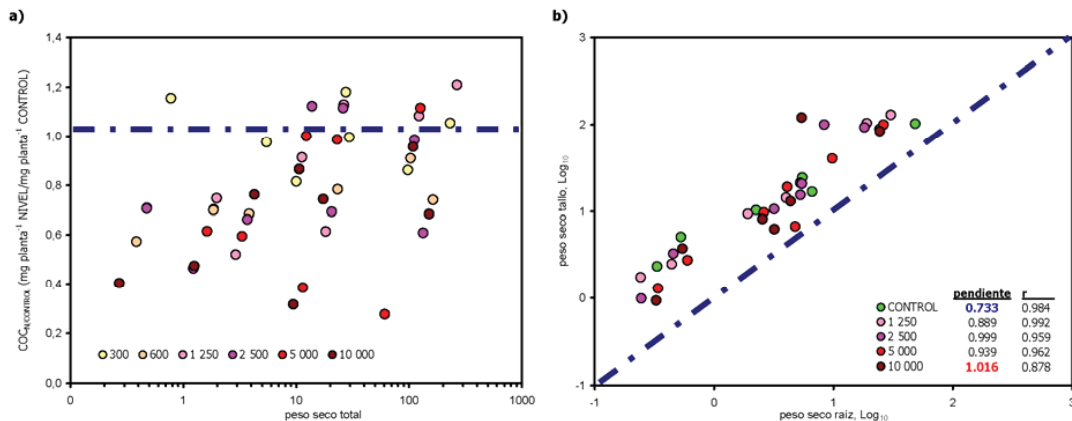 a)
COC_N:CONTROL (mg planta⁻¹ NIVEL/mg planta⁻¹ CONTROL)
1,4
1,2
1,0
0,8
0,6
0,4
0,2
0,0
300 600 1 250 2 500 5 000 10 000
0 1 10 100 1000
peso seco total
b)
peso seco tallo, Log₁₀
3
2
1
0
-1
pendiente r
CONTROL 0.733 0.984
1 250 0.889 0.992
2 500 0.999 0.959
5 000 0.939 0.962
10 000 1.016 0.878
-1 0 1 2 3
peso seco raíz, Log₁₀